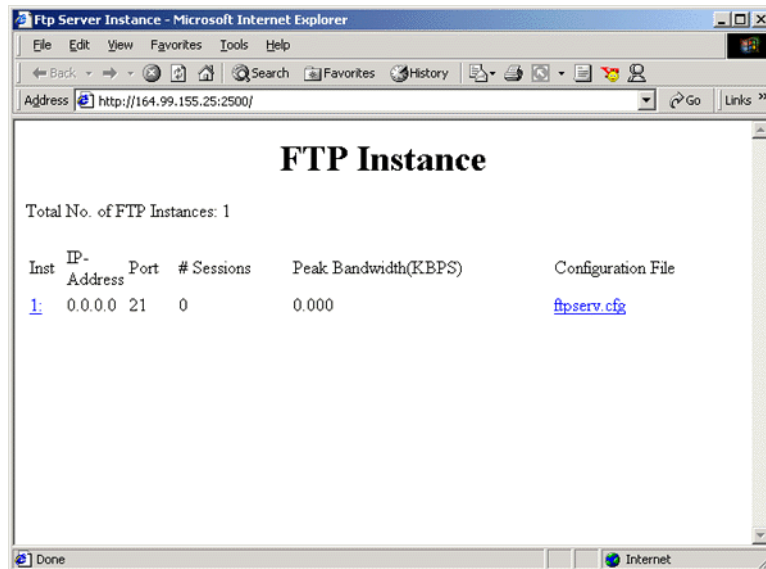 Ftp Server Instance - Microsoft Internet Explorer
File Edit View Favorites Tools Help
Back Search Favorites History
Address http://164.99.155.25:2500/ Go Links »
FTP Instance
Total No. of FTP Instances: 1
Inst IP-Address Port # Sessions Peak Bandwidth(KBPS) Configuration File
1: 0.0.0.0 21 0 0.000 ftpserv.cfg
Done Internet